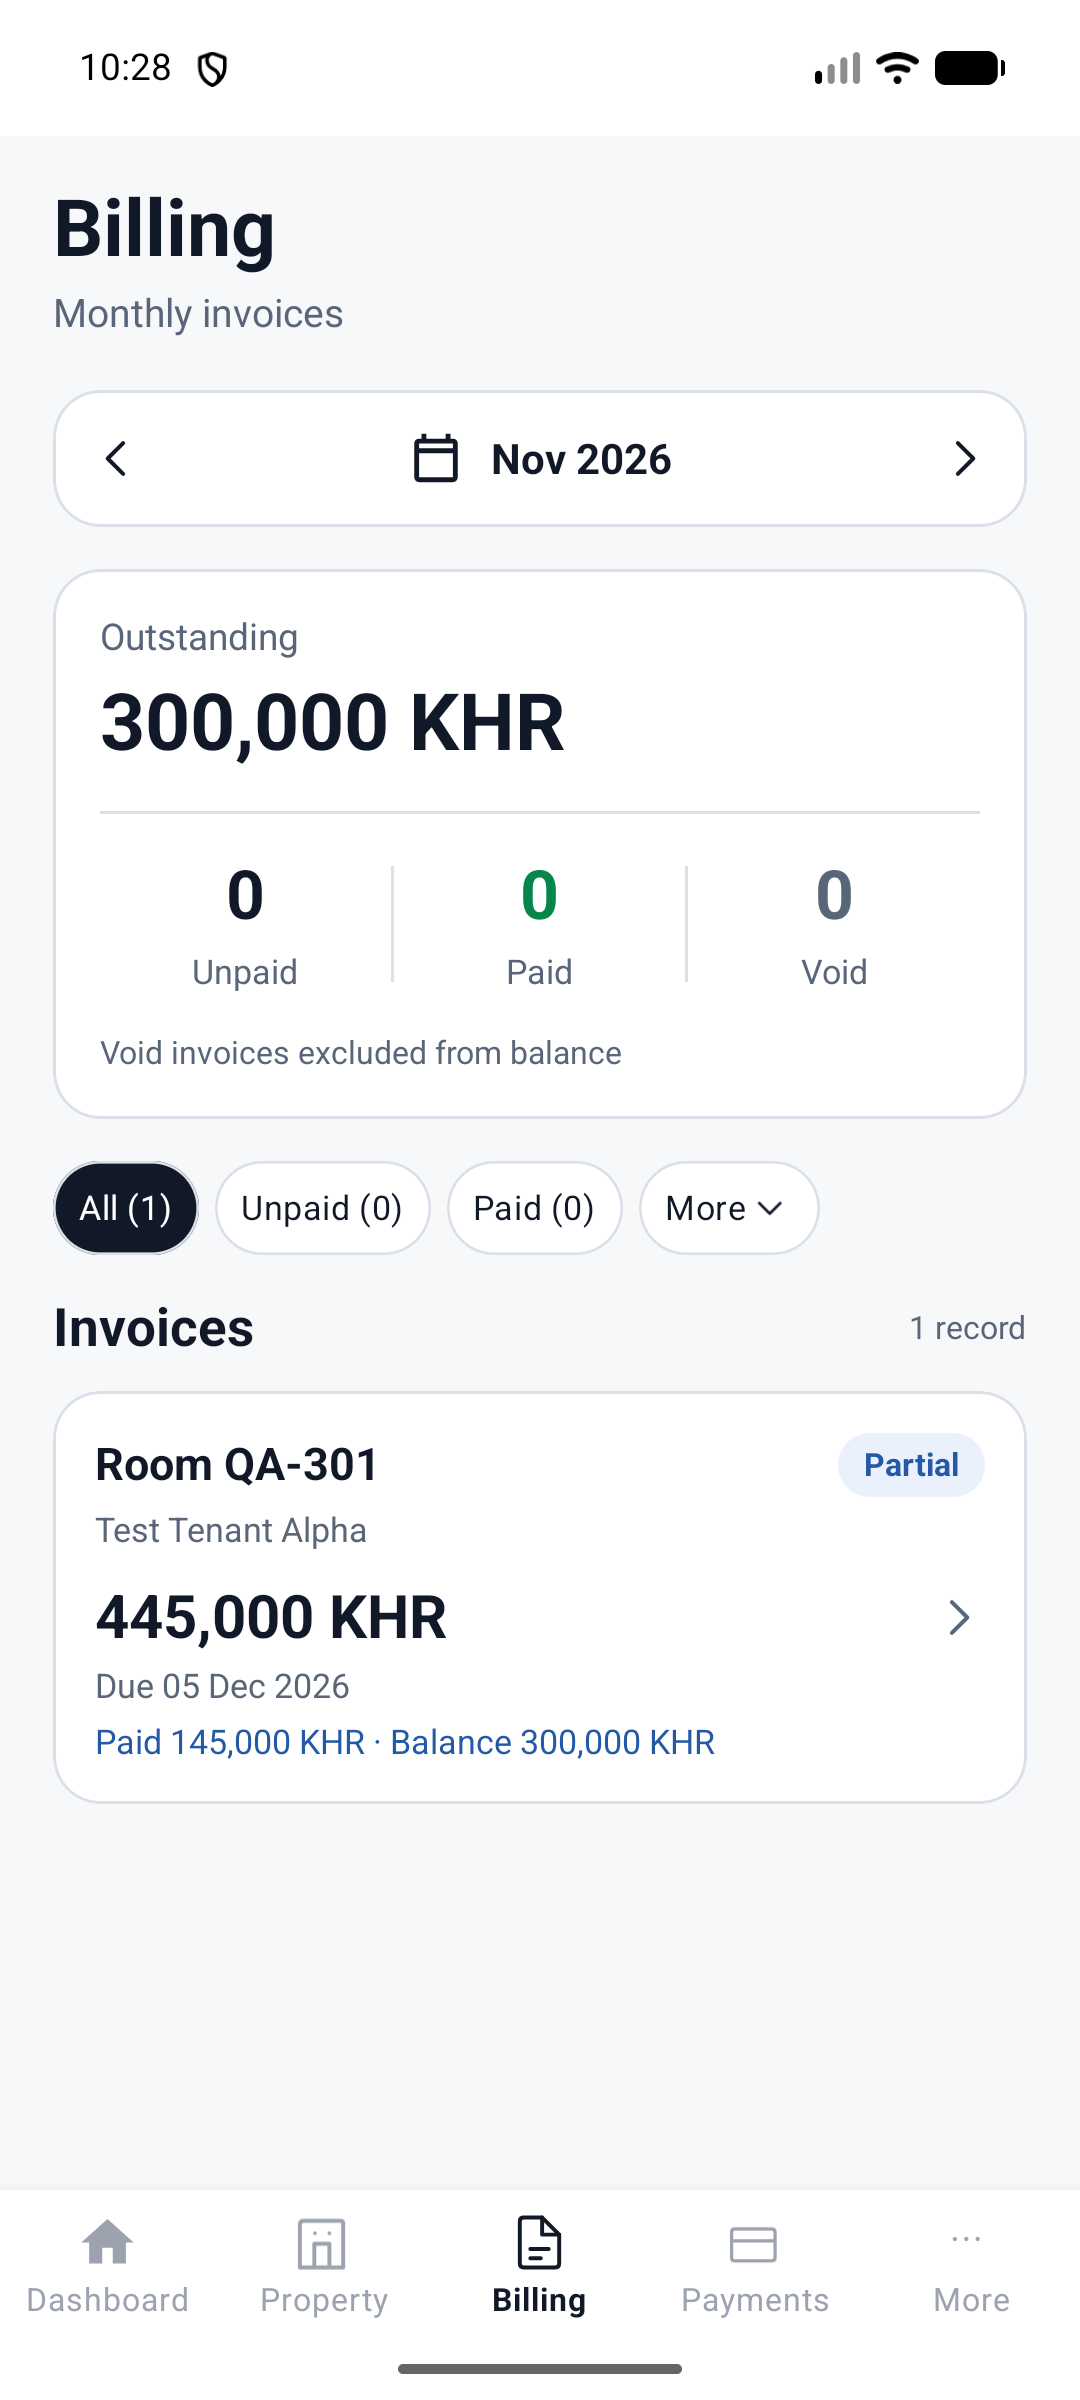 10:28
Billing
Monthly invoices
Nov 2026
Outstanding
300,000 KHR
0 0 0
Unpaid Paid Void
Void invoices excluded from balance
All (1) Unpaid (0) Paid (0) More
Invoices 1 record
Room QA-301 Partial
Test Tenant Alpha
445,000 KHR
Due 05 Dec 2026
Paid 145,000 KHR · Balance 300,000 KHR
Dashboard Property Billing Payments More